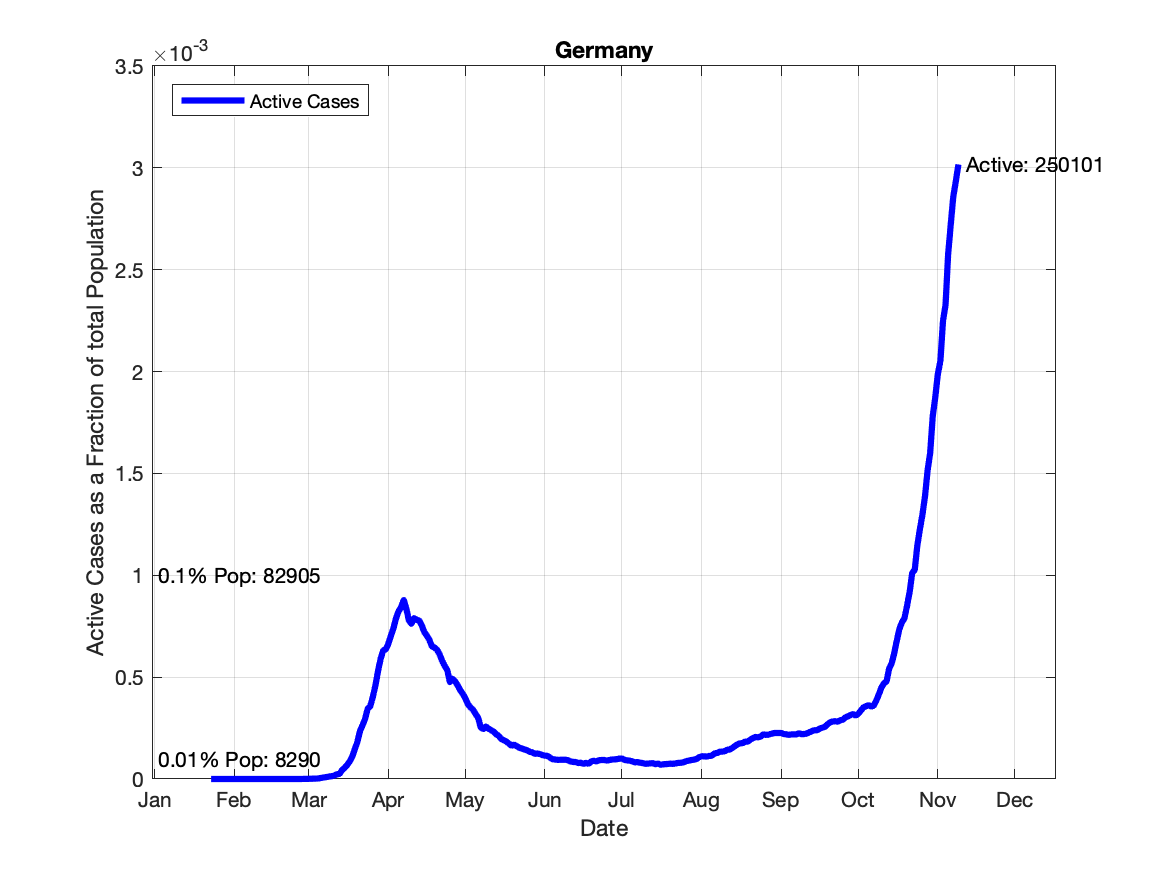 Germany
×10-3
3.5
3
2.5
2
1.5
1
0.5
0
Active Cases as a Fraction of total Population
Active Cases
Active: 250101
0.1% Pop: 82905
0.01% Pop: 8290
Jan Feb Mar Apr May Jun Jul Aug Sep Oct Nov Dec
Date